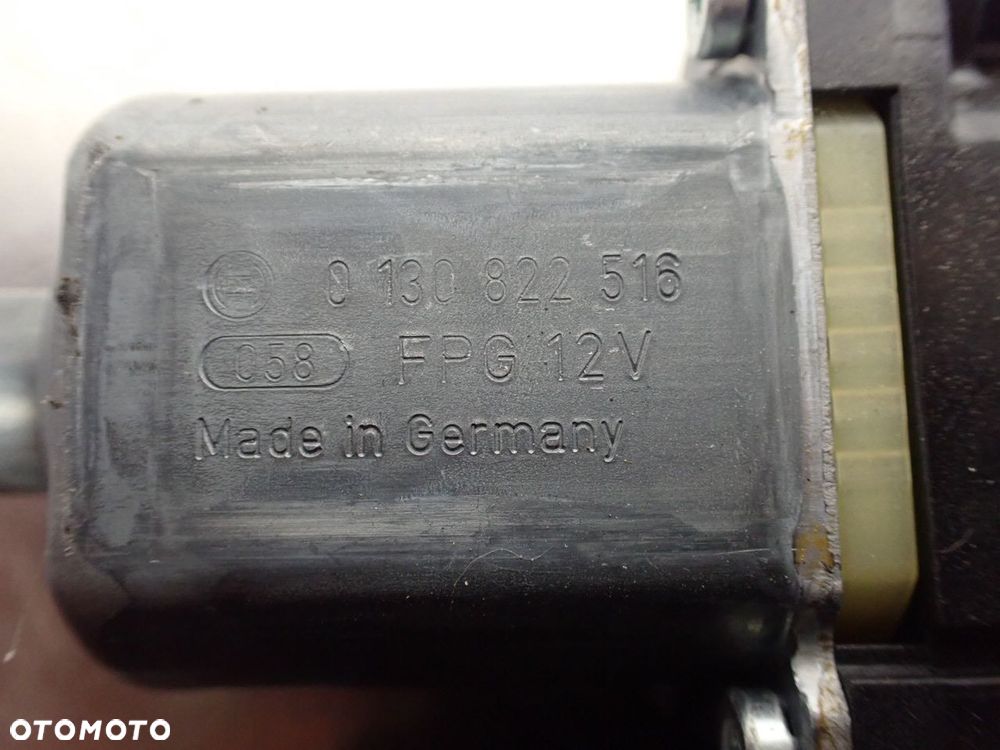 0 130 822 516
058 FPG 12V
Made in Germany
OTOMOTO